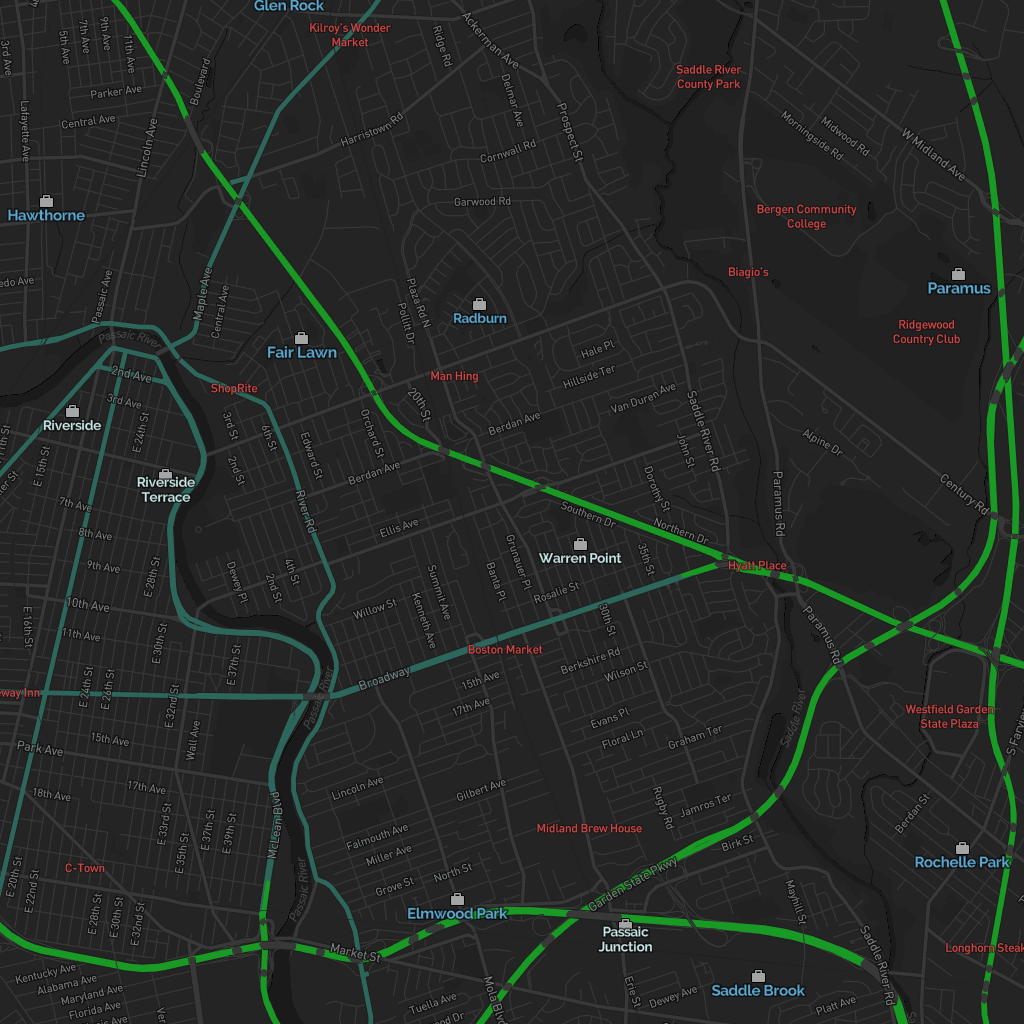 Glen Rock
Kilroy's Wonder
Market
Ackerman Ave
Ridge Rd
3rd Ave
5th Ave
7th Ave
9th Ave
11th Ave
Boulevard
Saddle River
County Park
Parker Ave
Delmar Ave
Lafayette Ave
Central Ave
Lincoln Ave
Harristown Rd
Prospect St
Midwood Rd
Morningside Rd
W Midland Ave
Cornwall Rd
Hawthorne
Garwood Rd
Bergen Community
College
Biagio's
Paramus
Passaic Ave
Maple Ave
Central Ave
Plaza Rd N
Pollitt Dr
Radburn
Ridgewood
Country Club
Passaic River
Fair Lawn
Hale Pl
Man Hing
Hillside Ter
2nd Ave
ShopRite
3rd Ave
20th St
Van Duren Ave
Saddle River Rd
Riverside
E 24th St
3rd St
6th St
Orchard St
Berdan Ave
John St
Alpine Dr
E 15th St
Edward St
2nd St
Berdan Ave
Dorothy St
Paramus Rd
Century Rd
Riverside
Terrace
River Rd
7th Ave
Ellis Ave
Southern Dr
Northern Dr
8th Ave
Grunauer Pl
Warren Point
35th St
Hyatt Place
9th Ave
E 28th St
Dewey Pl
2nd St
4th St
Summit Ave
Benta Pl
Rosalie St
10th Ave
Willow St
Kenneth Ave
30th St
Paramus Rd
E 16th St
11th Ave
E 30th St
E 37th St
Boston Market
Berkshire Rd
Wilson St
Broadway
15th Ave
E 24th St
E 26th St
E 32th St
Passaic River
Saddle River
way Inn
17th Ave
Evans Pl
Westfield Garden
State Plaza
15th Ave
Wall Ave
Floral Ln
Graham Ter
Park Ave
Lincoln Ave
Gilbert Ave
17th Ave
18th Ave
McLean Blvd
Rugby Rd
Jamros Ter
Berdan St
E 33rd St
E 35th St
E 37th St
E 39th St
Falmouth Ave
Midland Brew House
Birk St
Miller Ave
C-Town
Rochelle Park
E 20th St
E 22nd St
Grove St
North St
Garden State Pkwy
Mayhill St
Passaic River
E 28th St
E 30th St
E 32nd St
Elmwood Park
Passaic
Junction
Market St
Saddle River Rd
Longhorn Steak
Kentucky Ave
Alabama Ave
Maryland Ave
Florida Ave
Saddle Brook
Erie St
Dewey Ave
Mola Blvd
Tuella Ave
Platt Ave